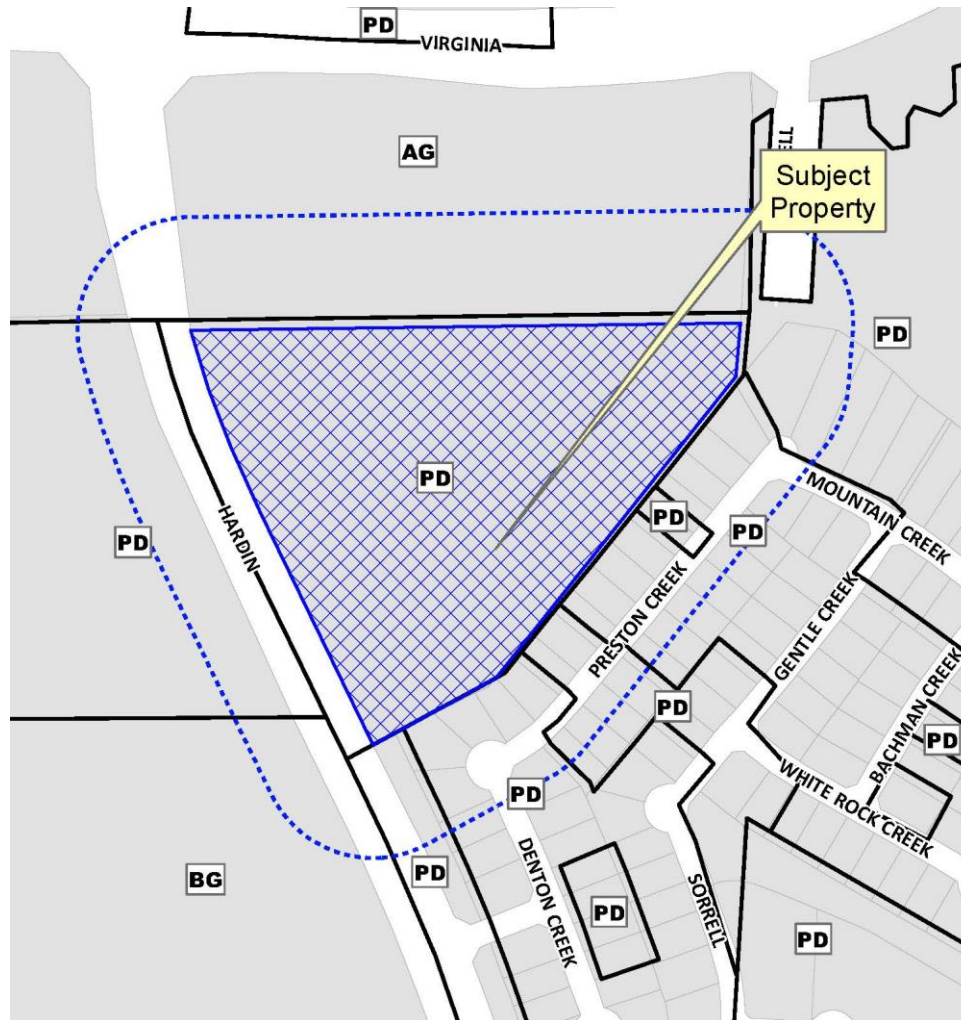 PD
VIRGINIA
AG
ELL
Subject
Property
PD
PD
HARDIN
PD
PD
PD
MOUNTAIN CREEK
PRESTON CREEK
GENTLE CREEK
BACHMAN CREEK
PD
PD
WHITE ROCK CREEK
PD
BG
PD
DENTON CREEK
PD
SORRELL
PD